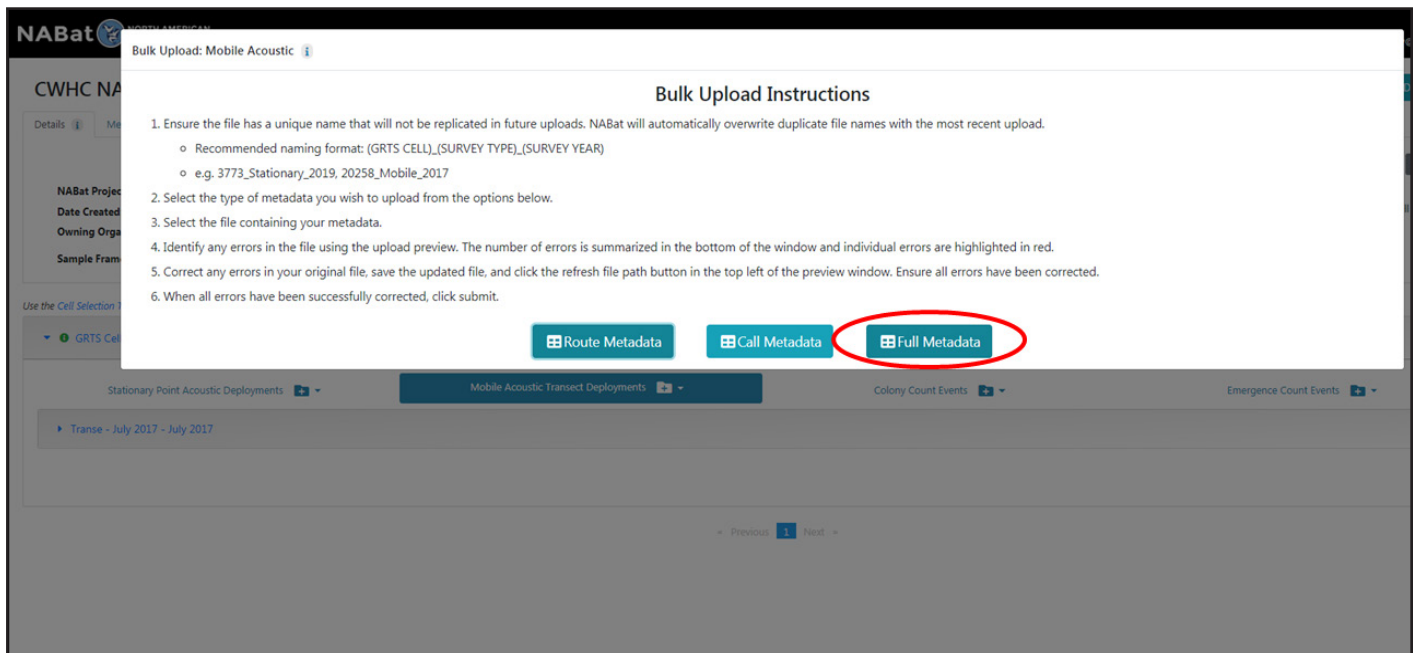 NABat NORTH AMERICAN
Bulk Upload: Mobile Acoustic i
CWHC NA
Details i Me
Bulk Upload Instructions
1. Ensure the file has a unique name that will not be replicated in future uploads. NABat will automatically overwrite duplicate file names with the most recent upload.
Recommended naming format: (GRTS CELL)_(SURVEY TYPE)_(SURVEY YEAR)
e.g. 3773_Stationary_2019, 20258_Mobile_2017
2. Select the type of metadata you wish to upload from the options below.
3. Select the file containing your metadata.
4. Identify any errors in the file using the upload preview. The number of errors is summarized in the bottom of the window and individual errors are highlighted in red.
5. Correct any errors in your original file, save the updated file, and click the refresh file path button in the top left of the preview window. Ensure all errors have been corrected.
6. When all errors have been successfully corrected, click submit.
NABat Projec
Date Created
Owning Orga
Sample Fram
Use the Cell Selection T
GRTS Cel
Route Metadata Call Metadata Full Metadata
Stationary Point Acoustic Deployments Mobile Acoustic Transect Deployments Colony Count Events Emergence Count Events
Transe - July 2017 - July 2017
« Previous 1 Next »